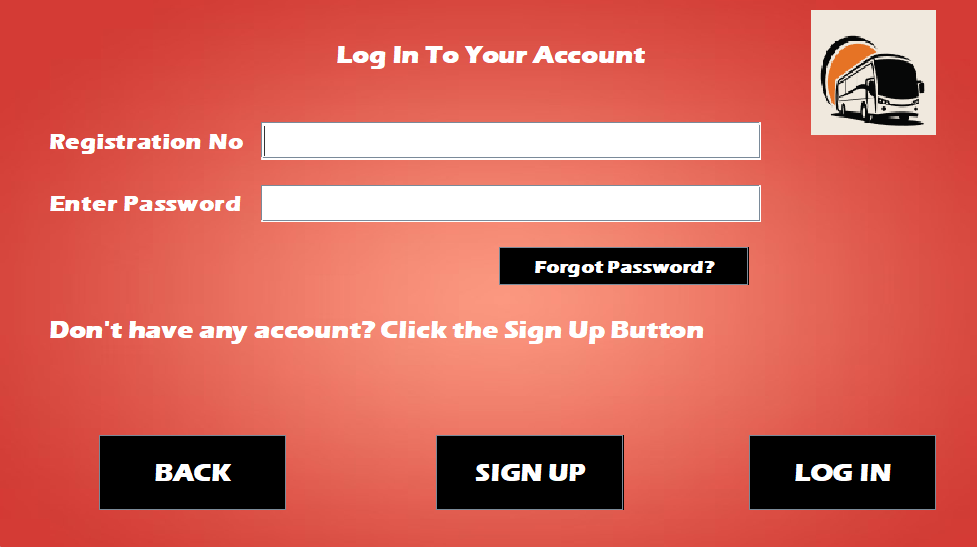 Log In To Your Account
Registration No
Enter Password
Forgot Password?
Don't have any account? Click the Sign Up Button
BACK
SIGN UP
LOG IN